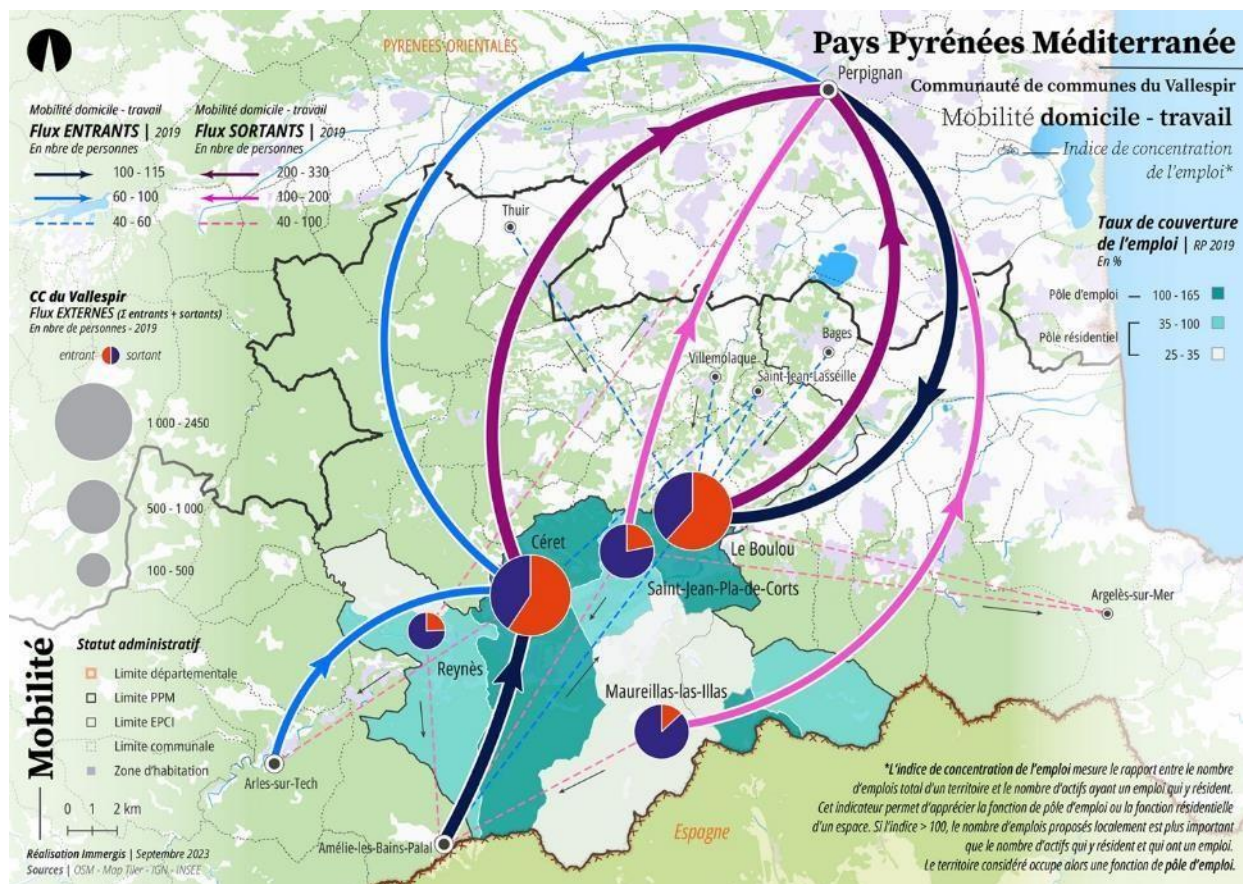 PYRENEES-ORIENTALES
Pays Pyrénées Méditerranée
Perpignan
Communauté de communes du Vallespir
Mobilité domicile - travail
Indice de concentration
de l'emploi*
Mobilité domicile - travail
Flux ENTRANTS | 2019
En nbre de personnes
100 - 115
60 - 100
40 - 60
Mobilité domicile - travail
Flux SORTANTS | 2019
En nbre de personnes
200 - 330
100 - 200
40 - 100
Taux de couverture
de l'emploi | RP 2019
En %
Pôle d'emploi
100 - 165
35 - 100
Pôle résidentiel
25 - 35
CC du Vallespir
Flux EXTERNES (Σ entrants + sortants)
En nbre de personnes - 2019
entrant
sortant
1 000 - 2450
500 - 1 000
100 - 500
Thuir
Bages
Villemolaque
Saint-Jean-Lasseille
Céret
Le Boulou
Saint-Jean-Pla-de-Corts
Argelès-sur-Mer
Reynès
Maureillas-las-Illas
Arles-sur-Tech
Amélie-les-Bains-Palal
Espagne
Mobilité
Statut administratif
Limite départementale
Limite PPM
Limite EPCI
Limite communale
Zone d'habitation
0 1 2 km
Réalisation Immergis | Septembre 2023
Sources | OSM - Map Tiler - IGN - INSEE
*L'indice de concentration de l'emploi mesure le rapport entre le nombre
d'emplois total d'un territoire et le nombre d'actifs ayant un emploi qui y résident.
Cet indicateur permet d'apprécier la fonction de pôle d'emploi ou la fonction résidentielle
d'un espace. Si l'indice > 100, le nombre d'emplois proposés localement est plus important
que le nombre d'actifs qui y résident et qui ont un emploi.
Le territoire considéré occupe alors une fonction de pôle d'emploi.